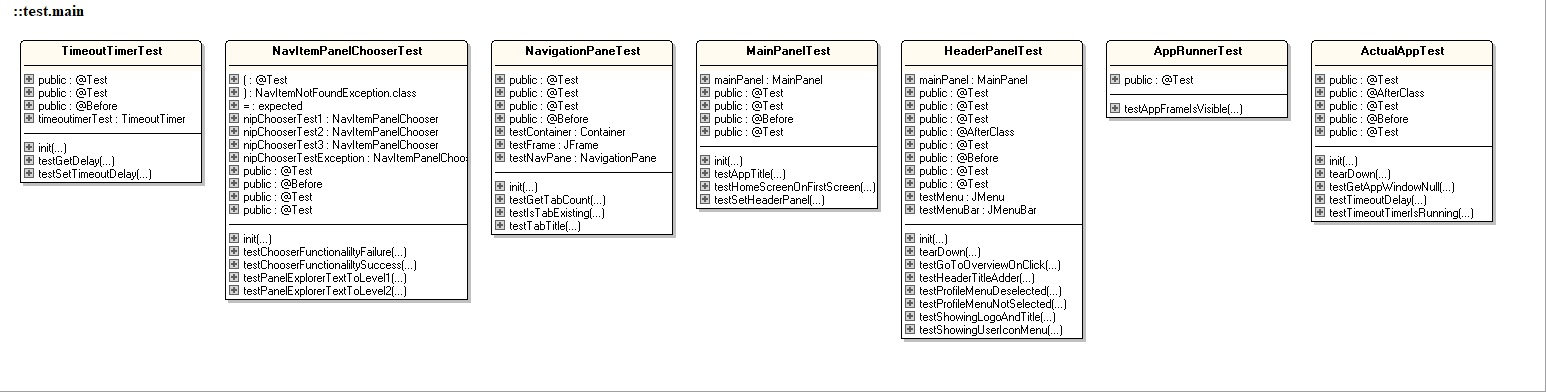 ::test.main
TimeoutTimerTest
public : @Test
public : @Test
public : @Before
timeoutimerTest : TimeoutTimer
init(...)
testGetDelay(...)
testSetTimeoutDelay(...)
NavItemPanelChooserTest
( : @Test
) : NavItemNotFoundException.class
= : expected
nipChooserTest1 : NavItemPanelChooser
nipChooserTest2 : NavItemPanelChooser
nipChooserTest3 : NavItemPanelChooser
nipChooserTestException : NavItemPanelChoo
public : @Test
public : @Before
public : @Test
public : @Test
init(...)
testChooserFunctionaliltyFailure(...)
testChooserFunctionaliltySuccess(...)
testPanelExplorerTextToLevel1(...)
testPanelExplorerTextToLevel2(...)
NavigationPaneTest
public : @Test
public : @Test
public : @Test
public : @Before
testContainer : Container
testFrame : JFrame
testNavPane : NavigationPane
init(...)
testGetTabCount(...)
testIsTabExisting(...)
testTabTitle(...)
MainPanelTest
mainPanel : MainPanel
public : @Test
public : @Test
public : @Before
public : @Test
init(...)
testAppTitle(...)
testHomeScreenOnFirstScreen(...)
testSetHeaderPanel(...)
HeaderPanelTest
mainPanel : MainPanel
public : @Test
public : @Test
public : @Test
public : @AfterClass
public : @Test
public : @Before
public : @Test
public : @Test
testMenu : JMenu
testMenuBar : JMenuBar
init(...)
tearDown(...)
testGoToOverviewOnClick(...)
testHeaderTitleAdder(...)
testProfileMenuDeselected(...)
testProfileMenuNotSelected(...)
testShowingLogoAndTitle(...)
testShowingUserIconMenu(...)
AppRunnerTest
public : @Test
testAppFrameIsVisible(...)
ActualAppTest
public : @Test
public : @AfterClass
public : @Test
public : @Before
public : @Test
init(...)
tearDown(...)
testGetAppWindowNull(...)
testTimeoutDelay(...)
testTimeoutTimerIsRunning(...)